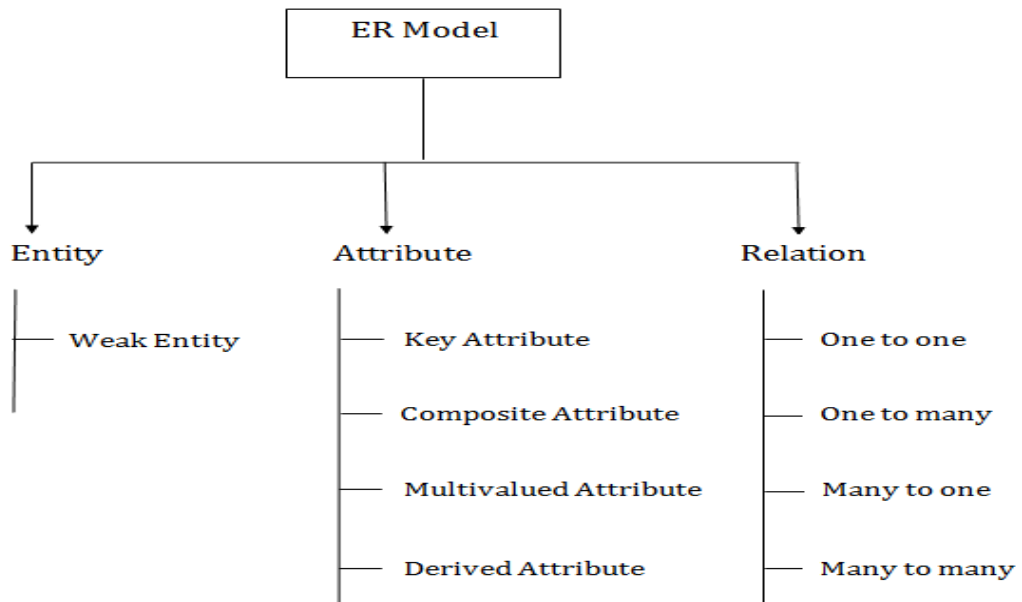 ER Model
Entity
Attribute
Relation
Weak Entity
Key Attribute
One to one
Composite Attribute
One to many
Multivalued Attribute
Many to one
Derived Attribute
Many to many